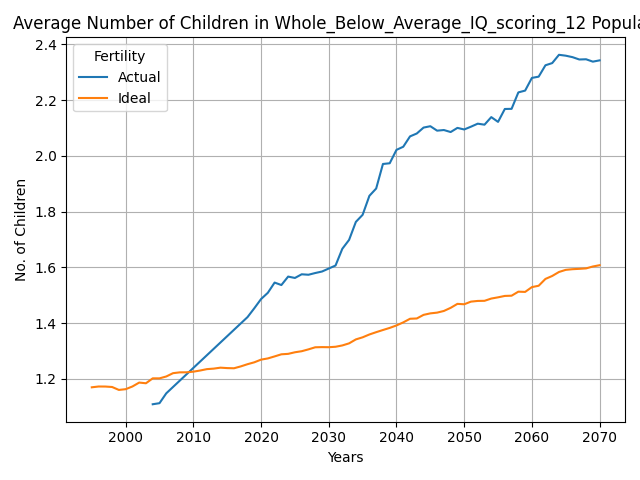 Average Number of Children in Whole_Below_Average_IQ_scoring_12
Fertility
Actual
Ideal
No. of Children
2.4
2.2
2.0
1.8
1.6
1.4
1.2
2000 2010 2020 2030 2040 2050 2060 2070
Years